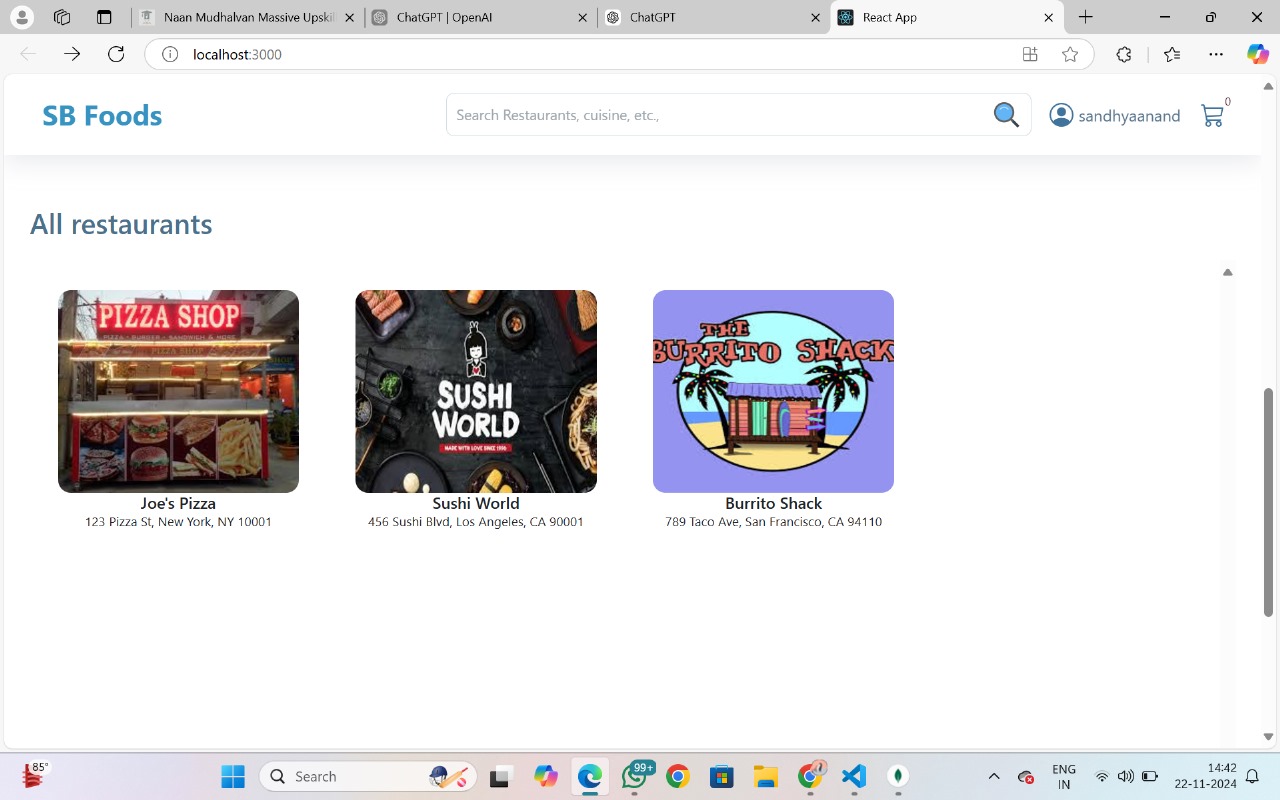 Naan Mudhalvan Massive Upskil
ChatGPT | OpenAI
ChatGPT
React App
localhost:3000
SB Foods
Search Restaurants, cuisine, etc.,
sandhyaanand
0
All restaurants
PIZZA SHOP
PIZZA • BURGER • SANDWICH & MORE
PIZZA SHOP
SUSHI
WORLD
MADE WITH LOVE SINCE 1990
THE
BURRITO SHACK
Joe's Pizza
123 Pizza St, New York, NY 10001
Sushi World
456 Sushi Blvd, Los Angeles, CA 90001
Burrito Shack
789 Taco Ave, San Francisco, CA 94110
85°
Search
99+
ENG
IN
14:42
22-11-2024